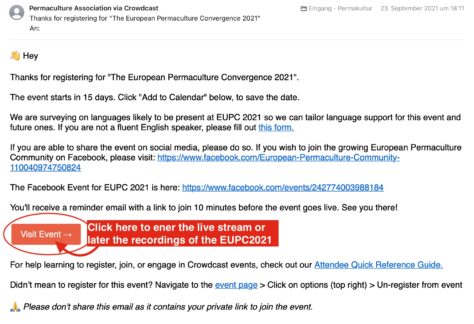 Permaculture Association via Crowdcast
Eingang - Permakultur
23. September 2021 um 18:11
Thanks for registering for "The European Permaculture Convergence 2021"
An:
👋 Hey
Thanks for registering for "The European Permaculture Convergence 2021".
The event starts in 15 days. Click "Add to Calendar" below, to save the date.
We are surveying on languages likely to be present at EUPC 2021 so we can tailor language support for this event and
future ones. If you are not a fluent English speaker, please fill out this form.
If you are able to share the event on social media, please do so. If you wish to join the growing European Permaculture
Community on Facebook, please visit: https://www.facebook.com/European-Permaculture-Community-
110040974750824
The Facebook Event for EUPC 2021 is here: https://www.facebook.com/events/242774003988184
You'll receive a reminder email with a link to join 10 minutes before the event goes live. See you there!
Visit Event →
Click here to ener the live stream or
later the recordings of the EUPC2021
For help learning to register, join, or engage in Crowdcast events, check out our Attendee Quick Reference Guide.
Didn't mean to register for this event? Navigate to the event page > Click on options (top right) > Un-register from event
🙏 Please don't share this email as it contains your private link to join the event.